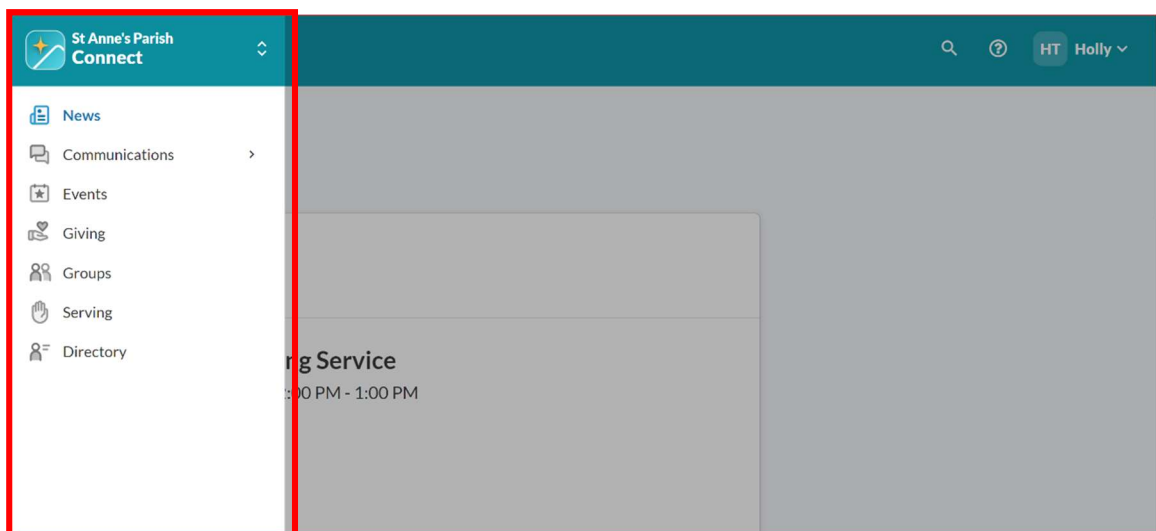 St Anne's Parish
Connect
HT Holly
News
Communications
Events
Giving
Groups
Serving
Directory
ng Service
:00 PM - 1:00 PM